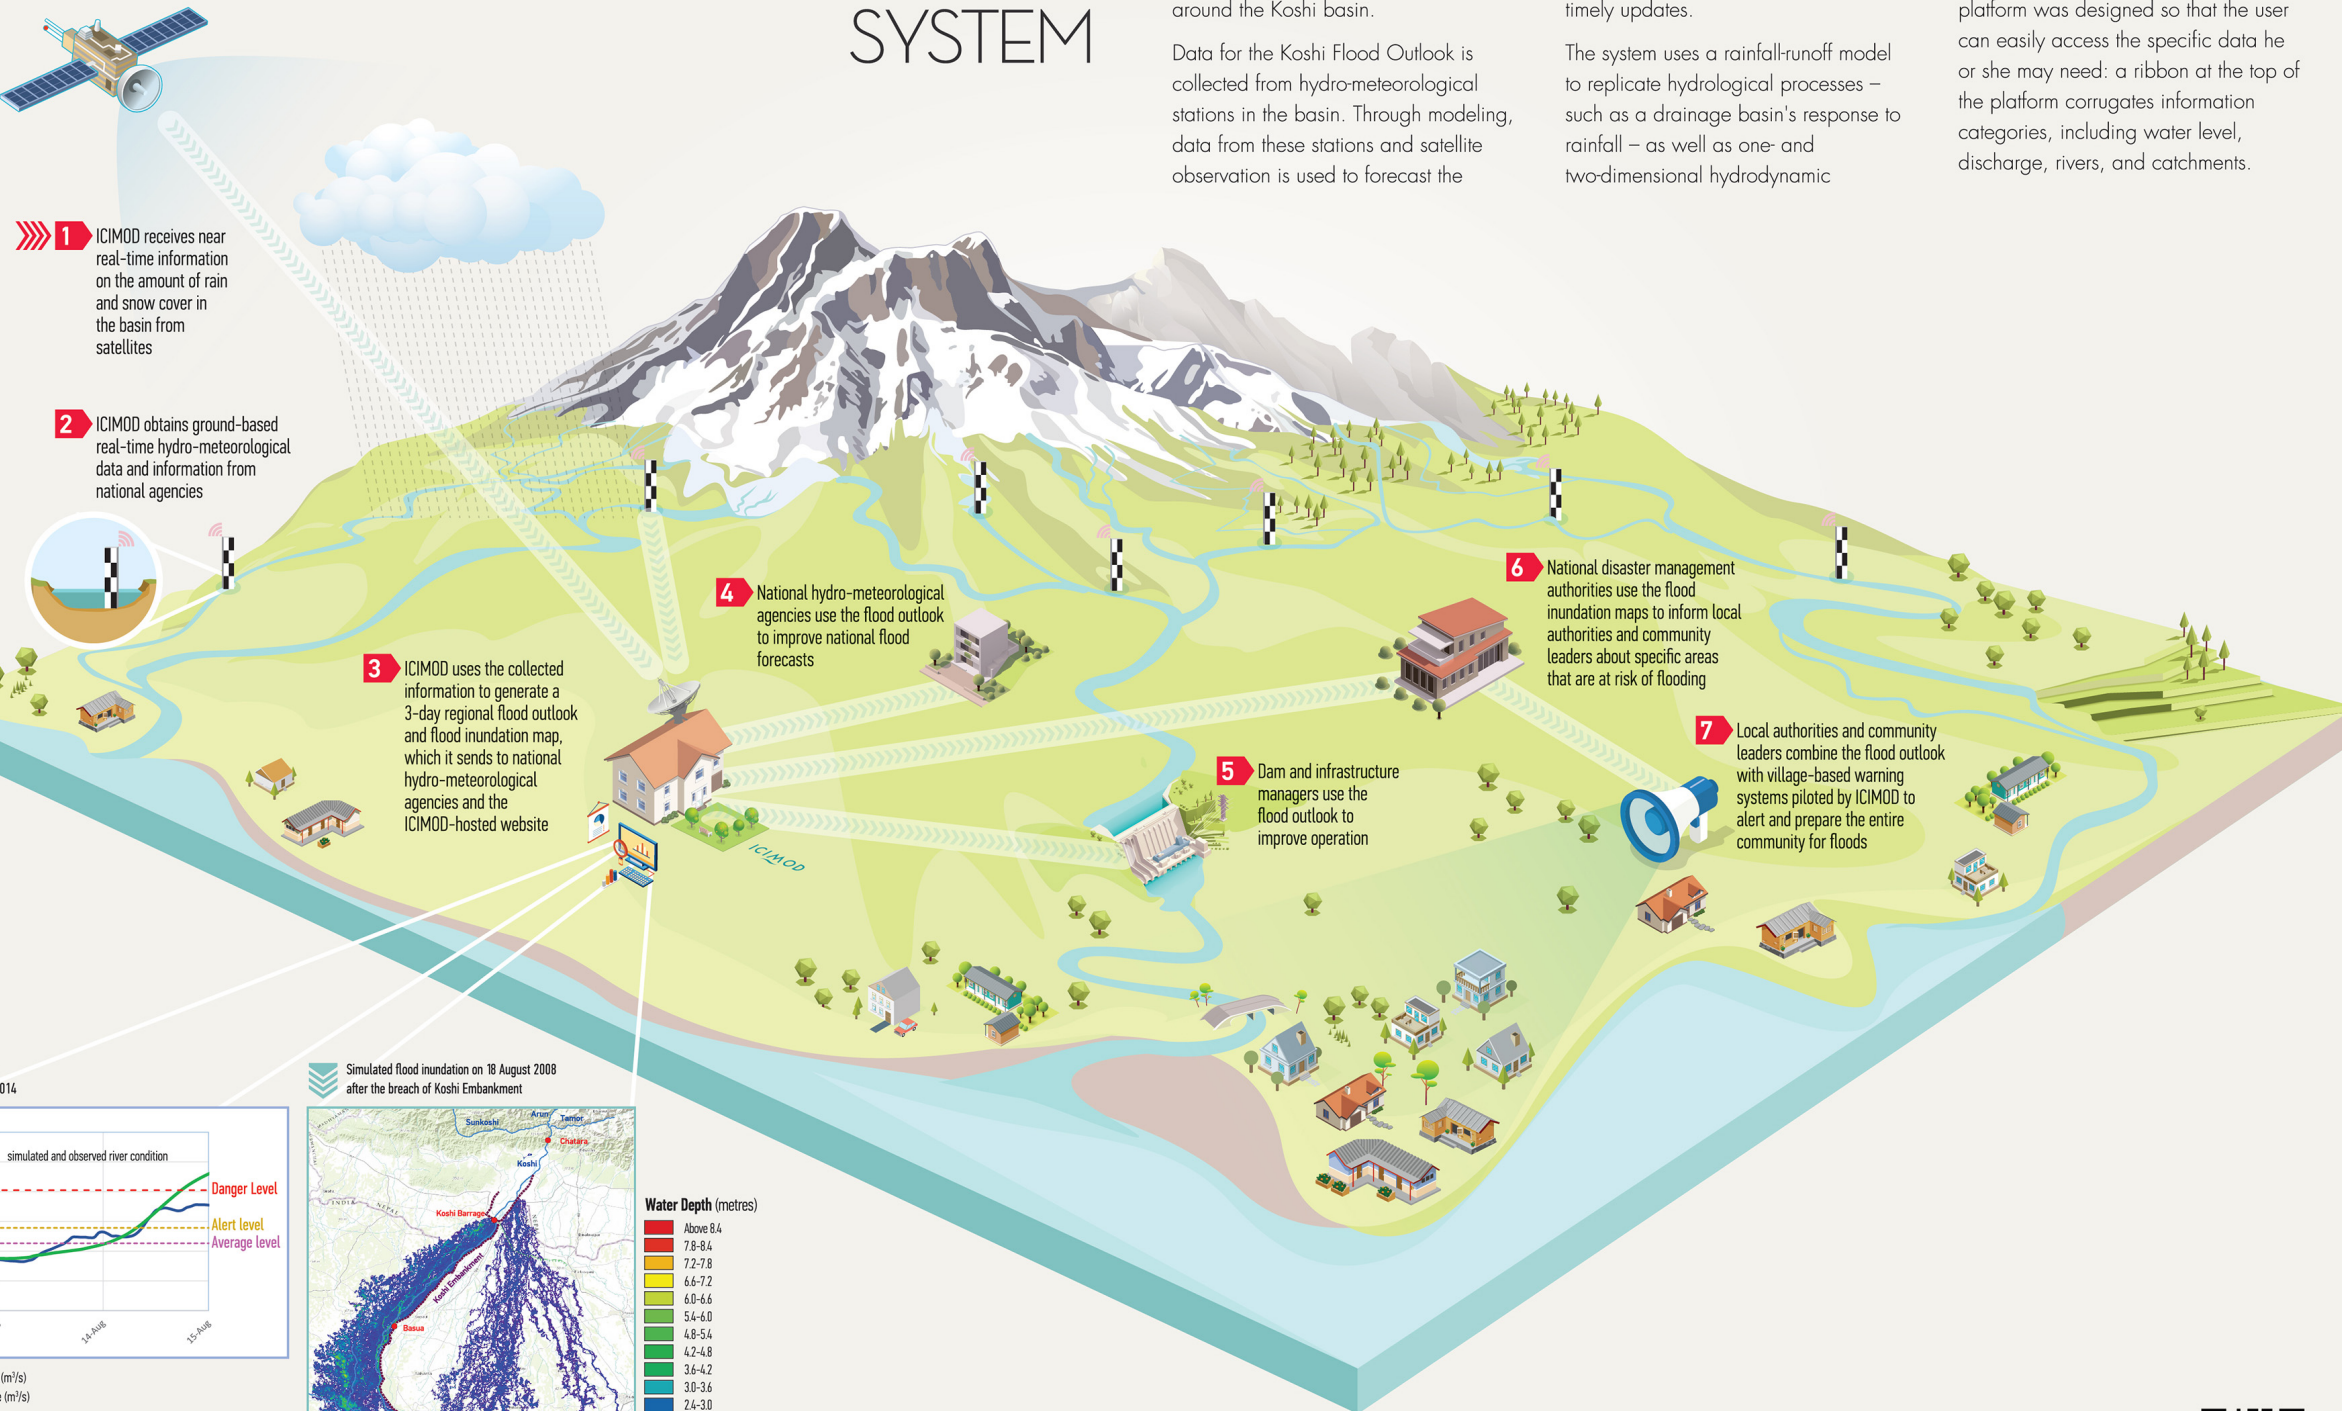 SYSTEM
around the Koshi basin.
Data for the Koshi Flood Outlook is
collected from hydro-meteorological
stations in the basin. Through modeling,
data from these stations and satellite
observation is used to forecast the
timely updates.
The system uses a rainfall-runoff model
to replicate hydrological processes –
such as a drainage basin's response to
rainfall – as well as one- and
two-dimensional hydrodynamic
platform was designed so that the user
can easily access the specific data he
or she may need: a ribbon at the top of
the platform corrugates information
categories, including water level,
discharge, rivers, and catchments.
1
ICIMOD receives near
real-time information
on the amount of rain
and snow cover in
the basin from
satellites
2
ICIMOD obtains ground-based
real-time hydro-meteorological
data and information from
national agencies
3
ICIMOD uses the collected
information to generate a
3-day regional flood outlook
and flood inundation map,
which it sends to national
hydro-meteorological
agencies and the
ICIMOD-hosted website
4
National hydro-meteorological
agencies use the flood outlook
to improve national flood
forecasts
5
Dam and infrastructure
managers use the
flood outlook to
improve operation
6
National disaster management
authorities use the flood
inundation maps to inform local
authorities and community
leaders about specific areas
that are at risk of flooding
7
Local authorities and community
leaders combine the flood outlook
with village-based warning
systems piloted by ICIMOD to
alert and prepare the entire
community for floods
ICIMOD
014
simulated and observed river condition
Danger Level
Alert level
Average level
14-Aug
15-Aug
(m³/s)
(m³/s)
Simulated flood inundation on 18 August 2008
after the breach of Koshi Embankment
Sunkoshi
Arun
Tamor
Chatara
Koshi
INDIA
NEPAL
Koshi Barrage
Koshi Embankment
Basua
Water Depth (metres)
Above 8.4
7.8-8.4
7.2-7.8
6.6-7.2
6.0-6.6
5.4-6.0
4.8-5.4
4.2-4.8
3.6-4.2
3.0-3.6
2.4-3.0